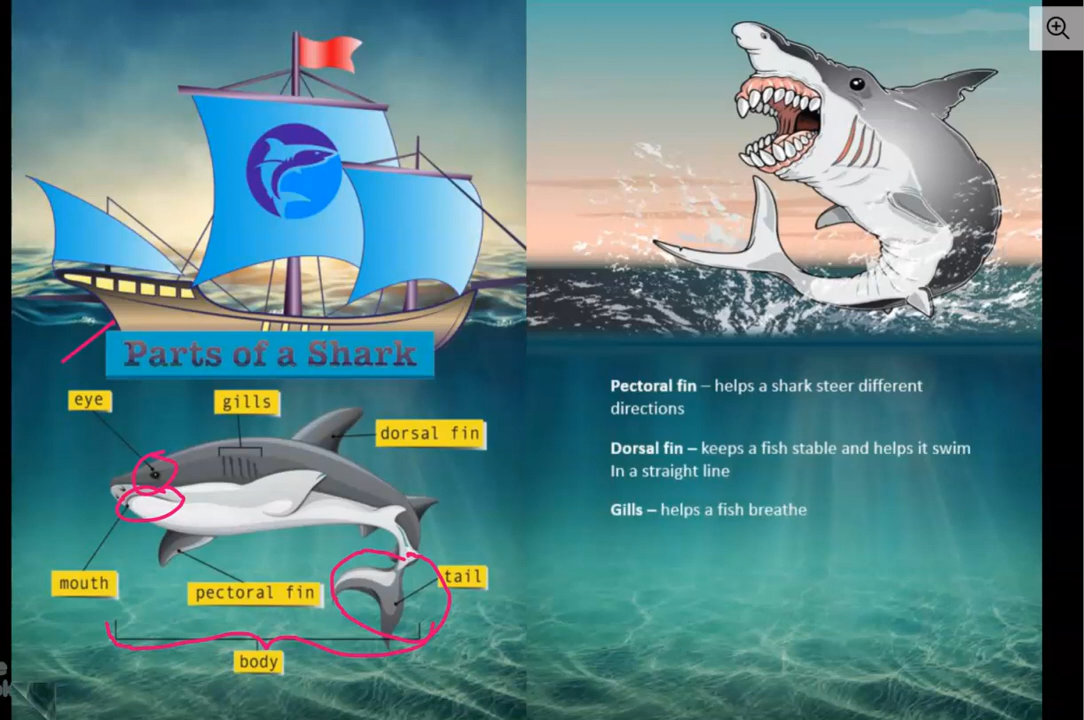 Parts of a Shark
eye
gills
dorsal fin
mouth
pectoral fin
tail
body
Pectoral fin – helps a shark steer different
directions
Dorsal fin – keeps a fish stable and helps it swim
In a straight line
Gills – helps a fish breathe